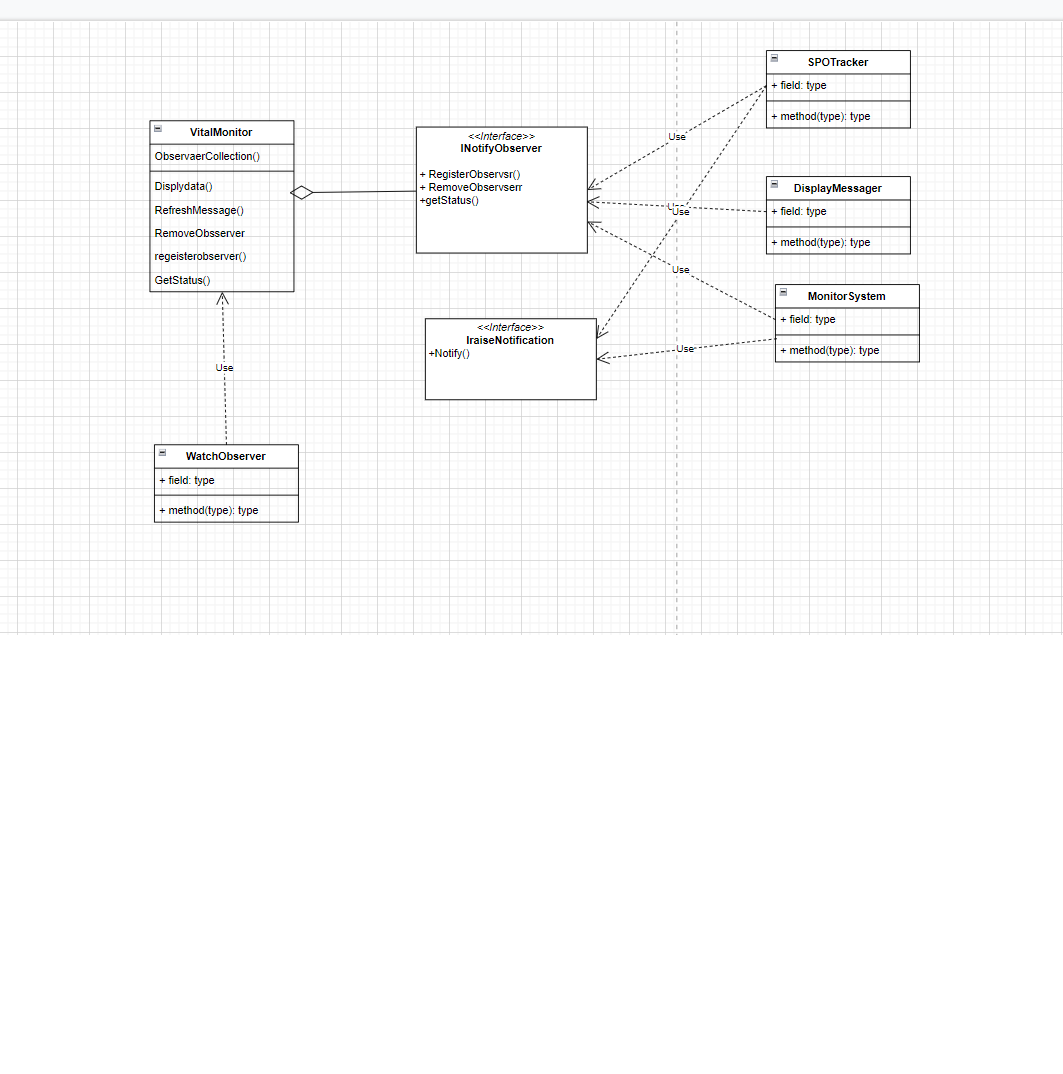 VitalMonitor
ObservaerCollection()
Displydata()
RefreshMessage()
RemoveObsserver
regeisterobserver()
GetStatus()
Use
WatchObserver
+ field: type
+ method(type): type
<<Interface>>
INotifyObserver
+ RegisterObservsr()
+ RemoveObservserr
+getStatus()
<<Interface>>
IraiseNotification
+Notify()
Use
Use
Use
Use
SPOTracker
+ field: type
+ method(type): type
DisplayMessager
+ field: type
+ method(type): type
MonitorSystem
+ field: type
+ method(type): type